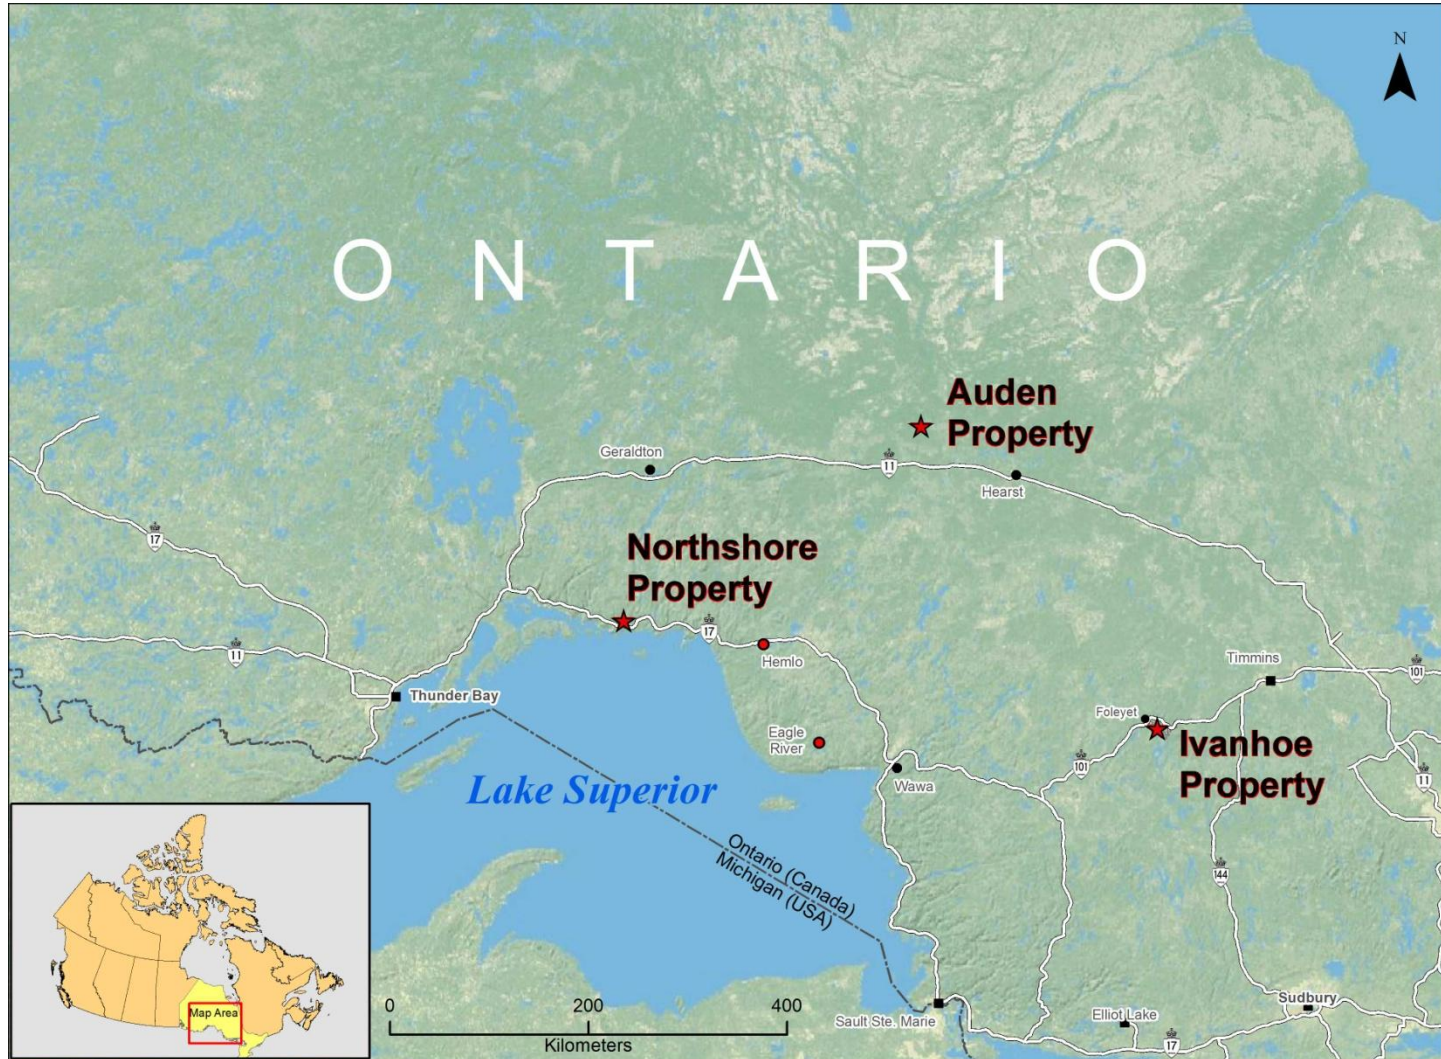 N
ONTARIO
Auden
Property
Geraldton
11
Hearst
17
Northshore
Property
17
Hemlo
11
Thunder Bay
Timmins
101
Foleyet
Eagle
River
Ivanhoe
Property
101
11
Wawa
Lake Superior
Ontario (Canada)
Michigan (USA)
144
Map Area
0 200 400
Kilometers
Sault Ste. Marie
Elliot Lake
Sudbury
17